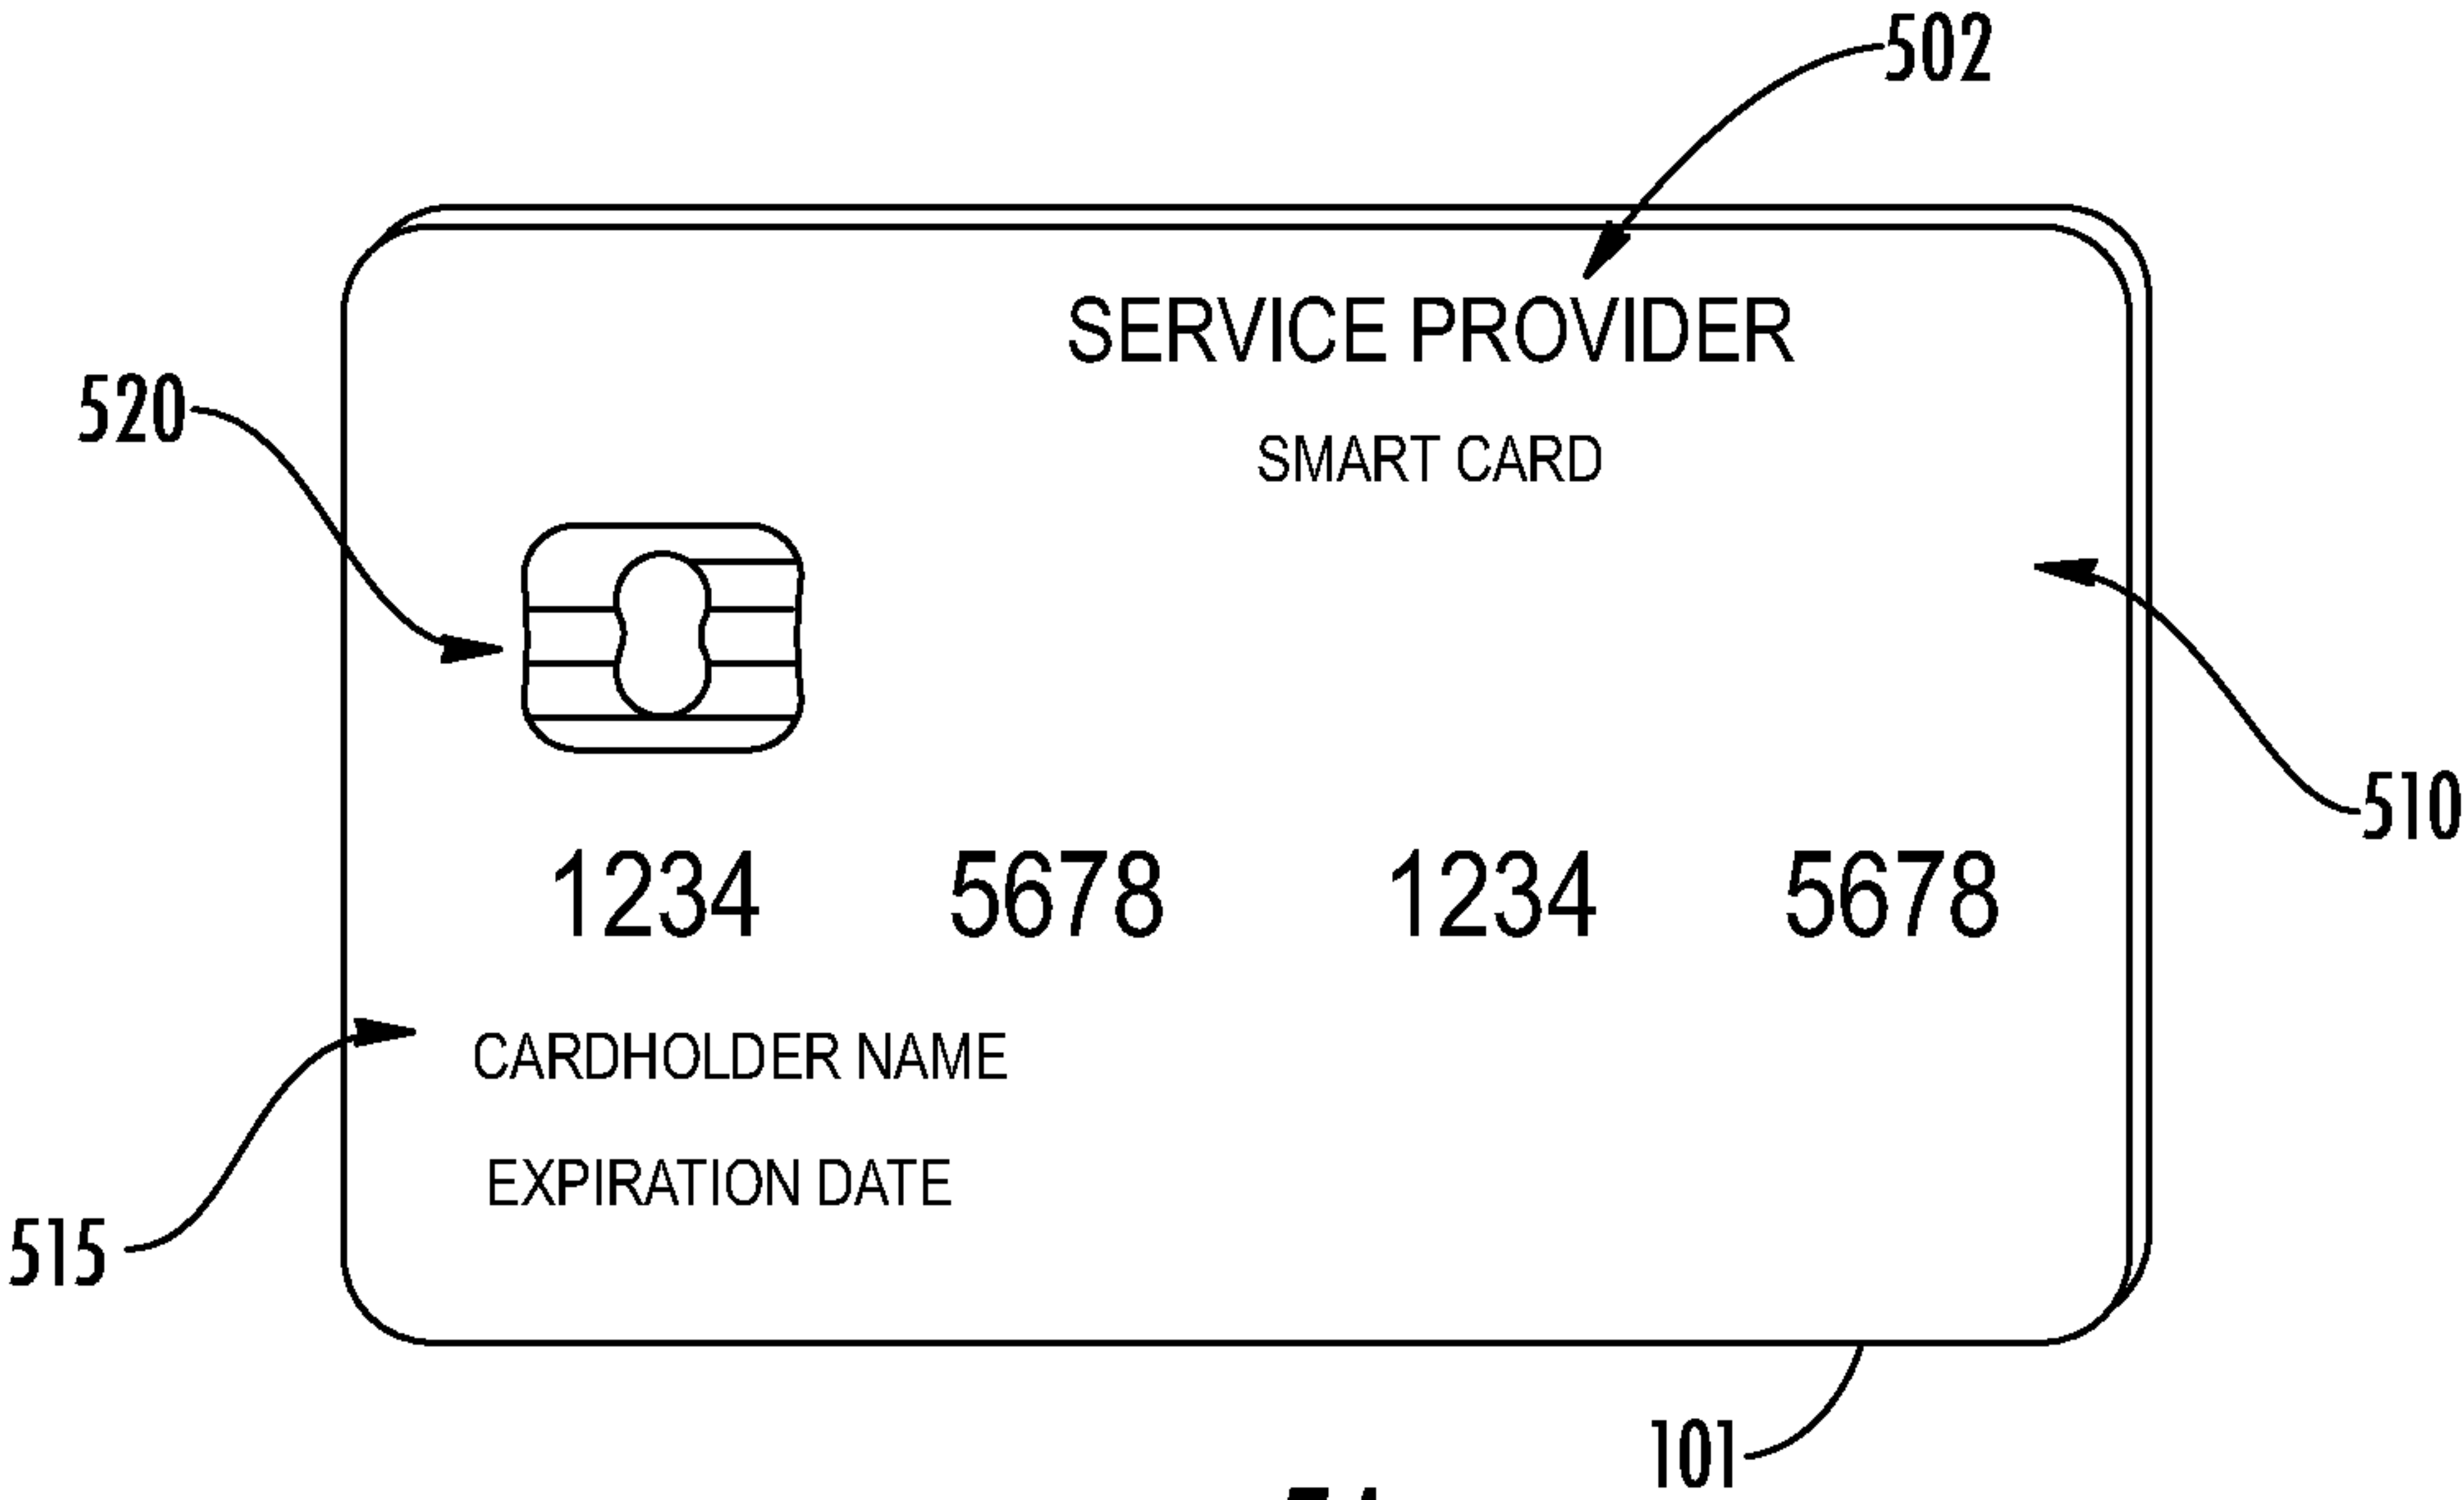 502
SERVICE PROVIDER
520
SMART CARD
510
1234 5678 1234 5678
CARDHOLDER NAME
EXPIRATION DATE
515
101